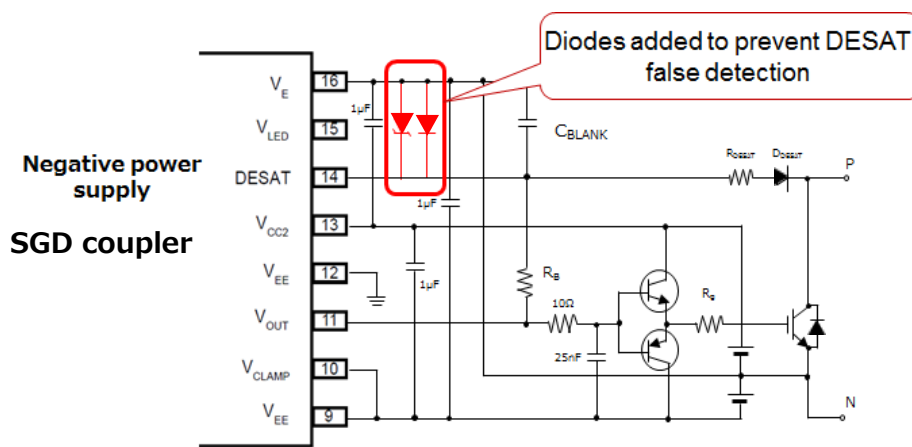 Diodes added to prevent DESAT
false detection
Negative power
supply
SGD coupler
VE
16
VLED
15
DESAT
14
VCC2
13
VEE
12
VOUT
11
VCLAMP
10
VEE
9
1μF
1μF
1μF
CBLANK
RDESAT
DDESAT
P
RB
10Ω
25nF
Rg
N